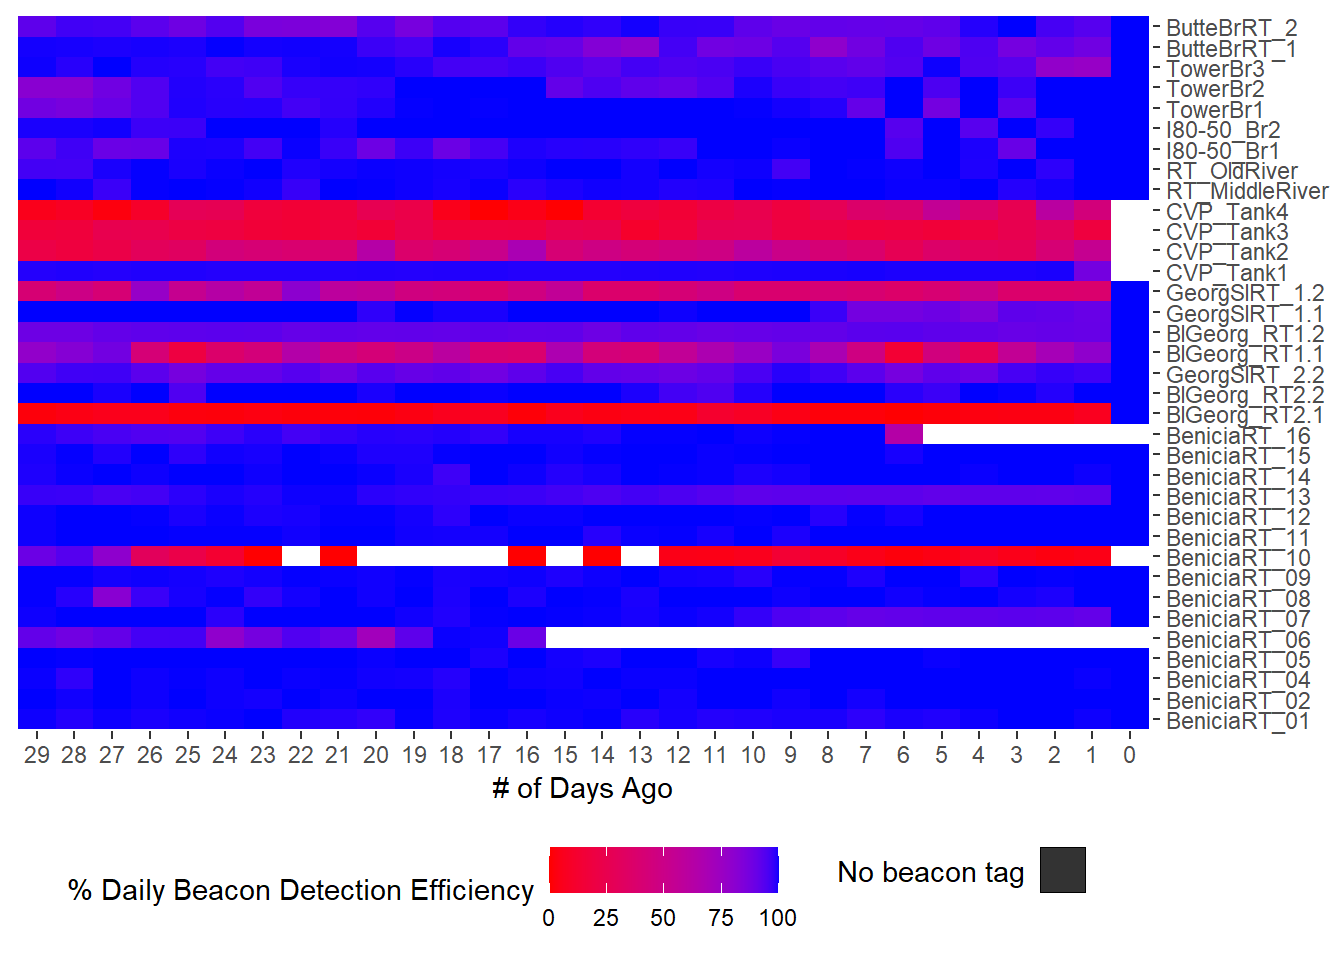 ButteBrRT_2
ButteBrRT_1
TowerBr3
TowerBr2
TowerBr1
I80-50_Br2
I80-50_Br1
RT_OldRiver
RT_MiddleRiver
CVP_Tank4
CVP_Tank3
CVP_Tank2
CVP_Tank1
GeorgSlRT_1.2
GeorgSlRT_1.1
BlGeorg_RT1.2
BlGeorg_RT1.1
GeorgSlRT_2.2
BlGeorg_RT2.2
BlGeorg_RT2.1
BeniciaRT_16
BeniciaRT_15
BeniciaRT_14
BeniciaRT_13
BeniciaRT_12
BeniciaRT_11
BeniciaRT_10
BeniciaRT_09
BeniciaRT_08
BeniciaRT_07
BeniciaRT_06
BeniciaRT_05
BeniciaRT_04
BeniciaRT_02
BeniciaRT_01
29 28 27 26 25 24 23 22 21 20 19 18 17 16 15 14 13 12 11 10 9 8 7 6 5 4 3 2 1 0
# of Days Ago
% Daily Beacon Detection Efficiency
0 25 50 75 100
No beacon tag